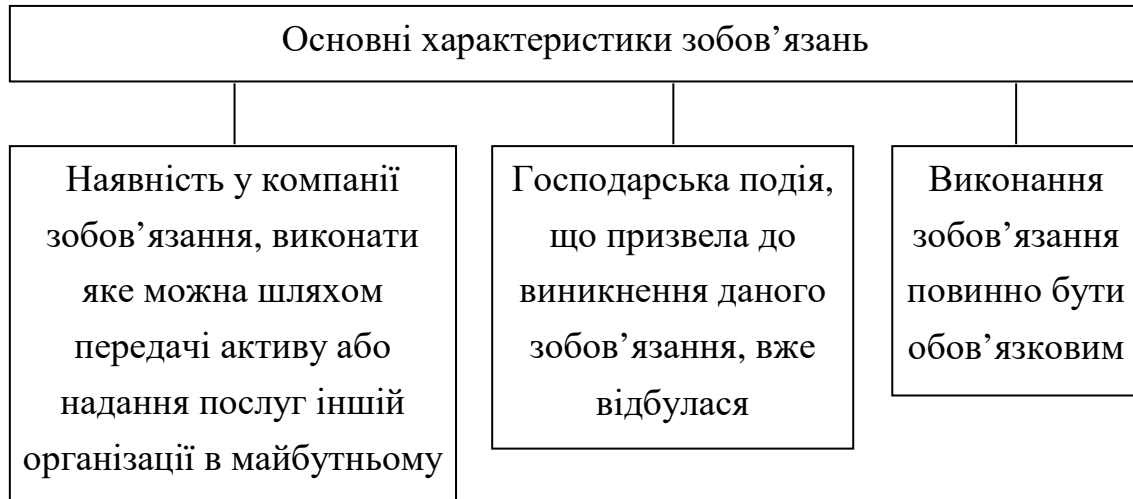 Основні характеристики зобов’язань
Наявність у компанії
зобов’язання, виконати
яке можна шляхом
передачі активу або
надання послуг іншій
організації в майбутньому
Господарська подія,
що призвела до
виникнення даного
зобов’язання, вже
відбулася
Виконання
зобов’язання
повинно бути
обов’язковим